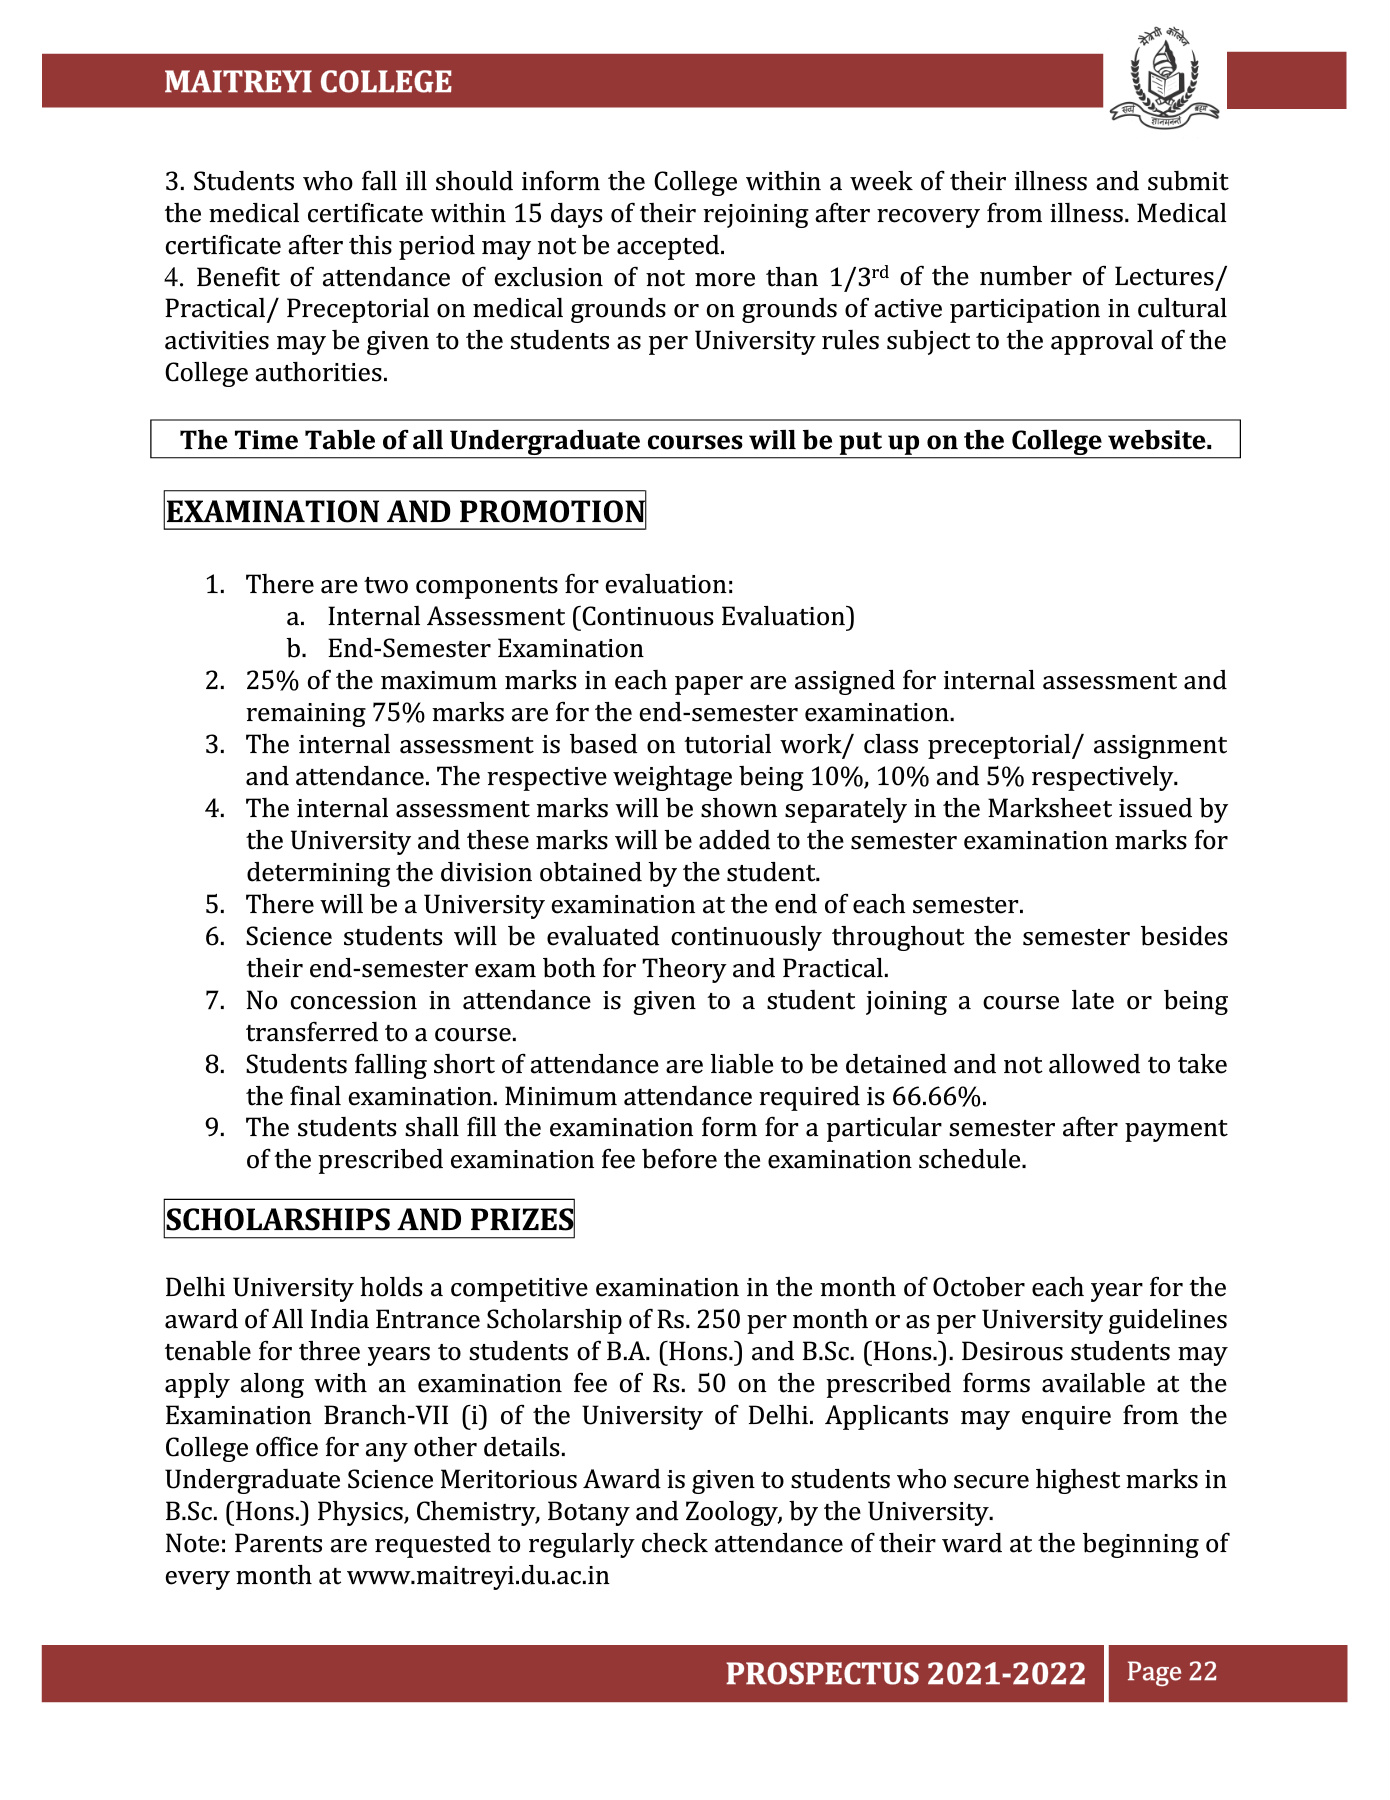 MAITREYI COLLEGE
मैत्रेयी कॉलेज
3. Students who fall ill should inform the College within a week of their illness and submit
the medical certificate within 15 days of their rejoining after recovery from illness. Medical
certificate after this period may not be accepted.
4. Benefit of attendance of exclusion of not more than 1/3rd of the number of Lectures/
Practical/ Preceptorial on medical grounds or on grounds of active participation in cultural
activities may be given to the students as per University rules subject to the approval of the
College authorities.
The Time Table of all Undergraduate courses will be put up on the College website.
EXAMINATION AND PROMOTION
1. There are two components for evaluation:
a. Internal Assessment (Continuous Evaluation)
b. End-Semester Examination
2. 25% of the maximum marks in each paper are assigned for internal assessment and
remaining 75% marks are for the end-semester examination.
3. The internal assessment is based on tutorial work/ class preceptorial/ assignment
and attendance. The respective weightage being 10%, 10% and 5% respectively.
4. The internal assessment marks will be shown separately in the Marksheet issued by
the University and these marks will be added to the semester examination marks for
determining the division obtained by the student.
5. There will be a University examination at the end of each semester.
6. Science students will be evaluated continuously throughout the semester besides
their end-semester exam both for Theory and Practical.
7. No concession in attendance is given to a student joining a course late or being
transferred to a course.
8. Students falling short of attendance are liable to be detained and not allowed to take
the final examination. Minimum attendance required is 66.66%.
9. The students shall fill the examination form for a particular semester after payment
of the prescribed examination fee before the examination schedule.
SCHOLARSHIPS AND PRIZES
Delhi University holds a competitive examination in the month of October each year for the
award of All India Entrance Scholarship of Rs. 250 per month or as per University guidelines
tenable for three years to students of B.A. (Hons.) and B.Sc. (Hons.). Desirous students may
apply along with an examination fee of Rs. 50 on the prescribed forms available at the
Examination Branch-VII (i) of the University of Delhi. Applicants may enquire from the
College office for any other details.
Undergraduate Science Meritorious Award is given to students who secure highest marks in
B.Sc. (Hons.) Physics, Chemistry, Botany and Zoology, by the University.
Note: Parents are requested to regularly check attendance of their ward at the beginning of
every month at www.maitreyi.du.ac.in
PROSPECTUS 2021-2022
Page 22